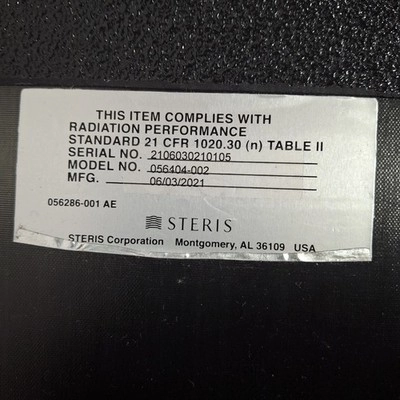 THIS ITEM COMPLIES WITH
RADIATION PERFORMANCE
STANDARD 21 CFR 1020.30 (n) TABLE II
SERIAL NO. 2106030210105
MODEL NO. 056404-002
MFG. 06/03/2021
056286-001 AE
STERIS
STERIS Corporation Montgomery, AL 36109 USA